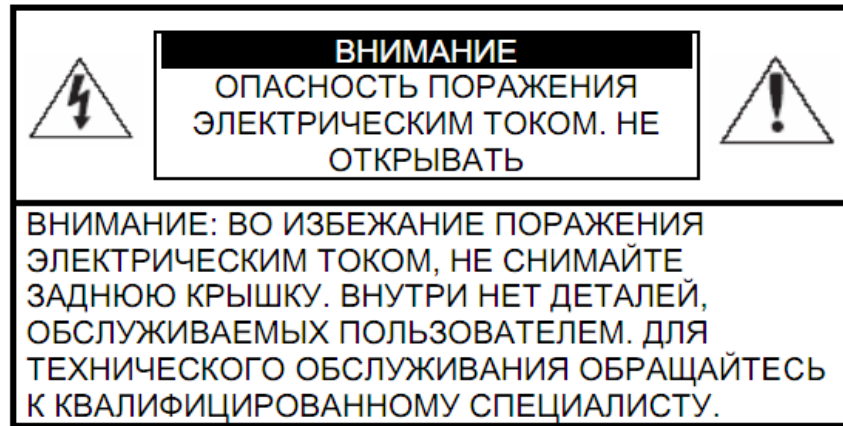 ВНИМАНИЕ
ОПАСНОСТЬ ПОРАЖЕНИЯ
ЭЛЕКТРИЧЕСКИМ ТОКОМ. НЕ
ОТКРЫВАТЬ
ВНИМАНИЕ: ВО ИЗБЕЖАНИЕ ПОРАЖЕНИЯ
ЭЛЕКТРИЧЕСКИМ ТОКОМ, НЕ СНИМАЙТЕ
ЗАДНЮЮ КРЫШКУ. ВНУТРИ НЕТ ДЕТАЛЕЙ,
ОБСЛУЖИВАЕМЫХ ПОЛЬЗОВАТЕЛЕМ. ДЛЯ
ТЕХНИЧЕСКОГО ОБСЛУЖИВАНИЯ ОБРАЩАЙТЕСЬ
К КВАЛИФИЦИРОВАННОМУ СПЕЦИАЛИСТУ.